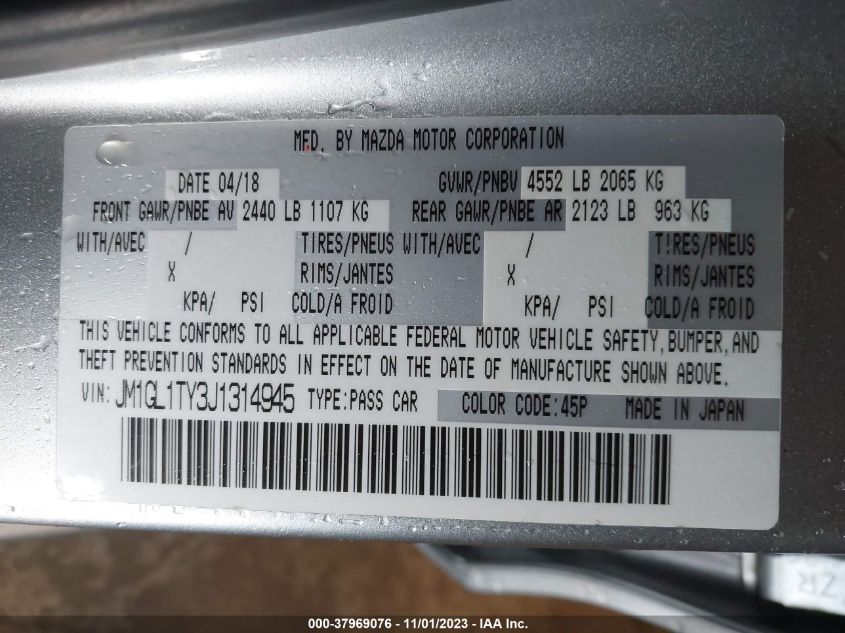 MFD. BY MAZDA MOTOR CORPORATION
DATE 04/18 GVWR/PNBV 4552 LB 2065 KG
FRONT GAWR/PNBE AV 2440 LB 1107 KG REAR GAWR/PNBE AR 2123 LB 963 KG
WITH/AVEC / TIRES/PNEUS WITH/AVEC / TIRES/PNEUS
X RIMS/JANTES X RIMS/JANTES
KPA/ PSI COLD/A FROID KPA/ PSI COLD/A FROID
THIS VEHICLE CONFORMS TO ALL APPLICABLE FEDERAL MOTOR VEHICLE SAFETY, BUMPER, AND
THEFT PREVENTION STANDARDS IN EFFECT ON THE DATE OF MANUFACTURE SHOWN ABOVE.
VIN: JM1GL1TY3J1314945 TYPE:PASS CAR COLOR CODE:45P MADE IN JAPAN
ZR
000-37969076 - 11/01/2023 - IAA Inc.